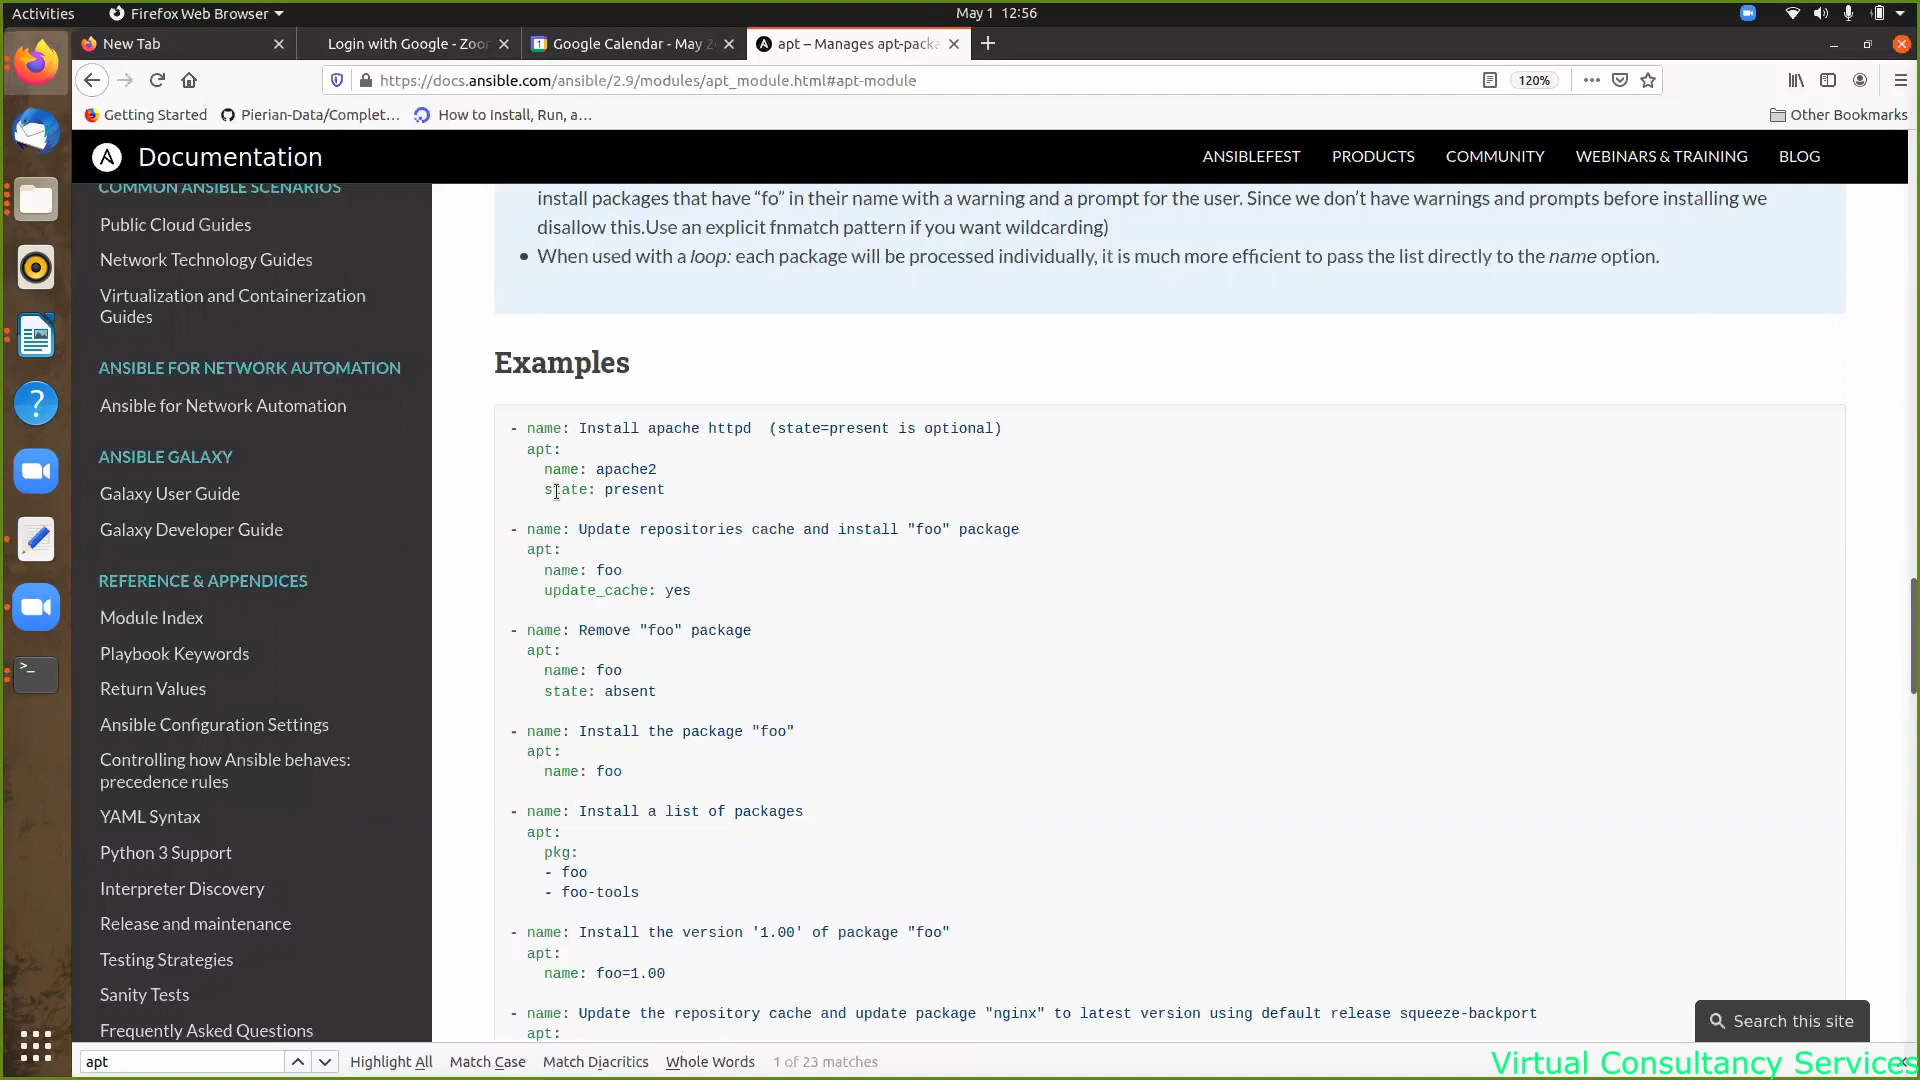 Activities
Firefox Web Browser
May 1 12:56
New Tab
Login with Google - Zoo
Google Calendar - May 2
apt – Manages apt-pack
https://docs.ansible.com/ansible/2.9/modules/apt_module.html#apt-module
120%
Getting Started
Pierian-Data/Complet...
How to Install, Run, a...
Other Bookmarks
Documentation
ANSIBLEFEST
PRODUCTS
COMMUNITY
WEBINARS & TRAINING
BLOG
COMMON ANSIBLE SCENARIOS
Public Cloud Guides
Network Technology Guides
Virtualization and Containerization
Guides
ANSIBLE FOR NETWORK AUTOMATION
Ansible for Network Automation
ANSIBLE GALAXY
Galaxy User Guide
Galaxy Developer Guide
REFERENCE & APPENDICES
Module Index
Playbook Keywords
Return Values
Ansible Configuration Settings
Controlling how Ansible behaves:
precedence rules
YAML Syntax
Python 3 Support
Interpreter Discovery
Release and maintenance
Testing Strategies
Sanity Tests
Frequently Asked Questions
install packages that have “fo” in their name with a warning and a prompt for the user. Since we don’t have warnings and prompts before installing we
disallow this.Use an explicit fnmatch pattern if you want wildcarding)
When used with a loop: each package will be processed individually, it is much more efficient to pass the list directly to the name option.
Examples
- name: Install apache httpd  (state=present is optional)
apt:
name: apache2
state: present
- name: Update repositories cache and install "foo" package
apt:
name: foo
update_cache: yes
- name: Remove "foo" package
apt:
name: foo
state: absent
- name: Install the package "foo"
apt:
name: foo
- name: Install a list of packages
apt:
pkg:
- foo
- foo-tools
- name: Install the version '1.00' of package "foo"
apt:
name: foo=1.00
- name: Update the repository cache and update package "nginx" to latest version using default release squeeze-backport
apt:
Search this site
apt
Highlight All
Match Case
Match Diacritics
Whole Words
1 of 23 matches
Virtual Consultancy Services